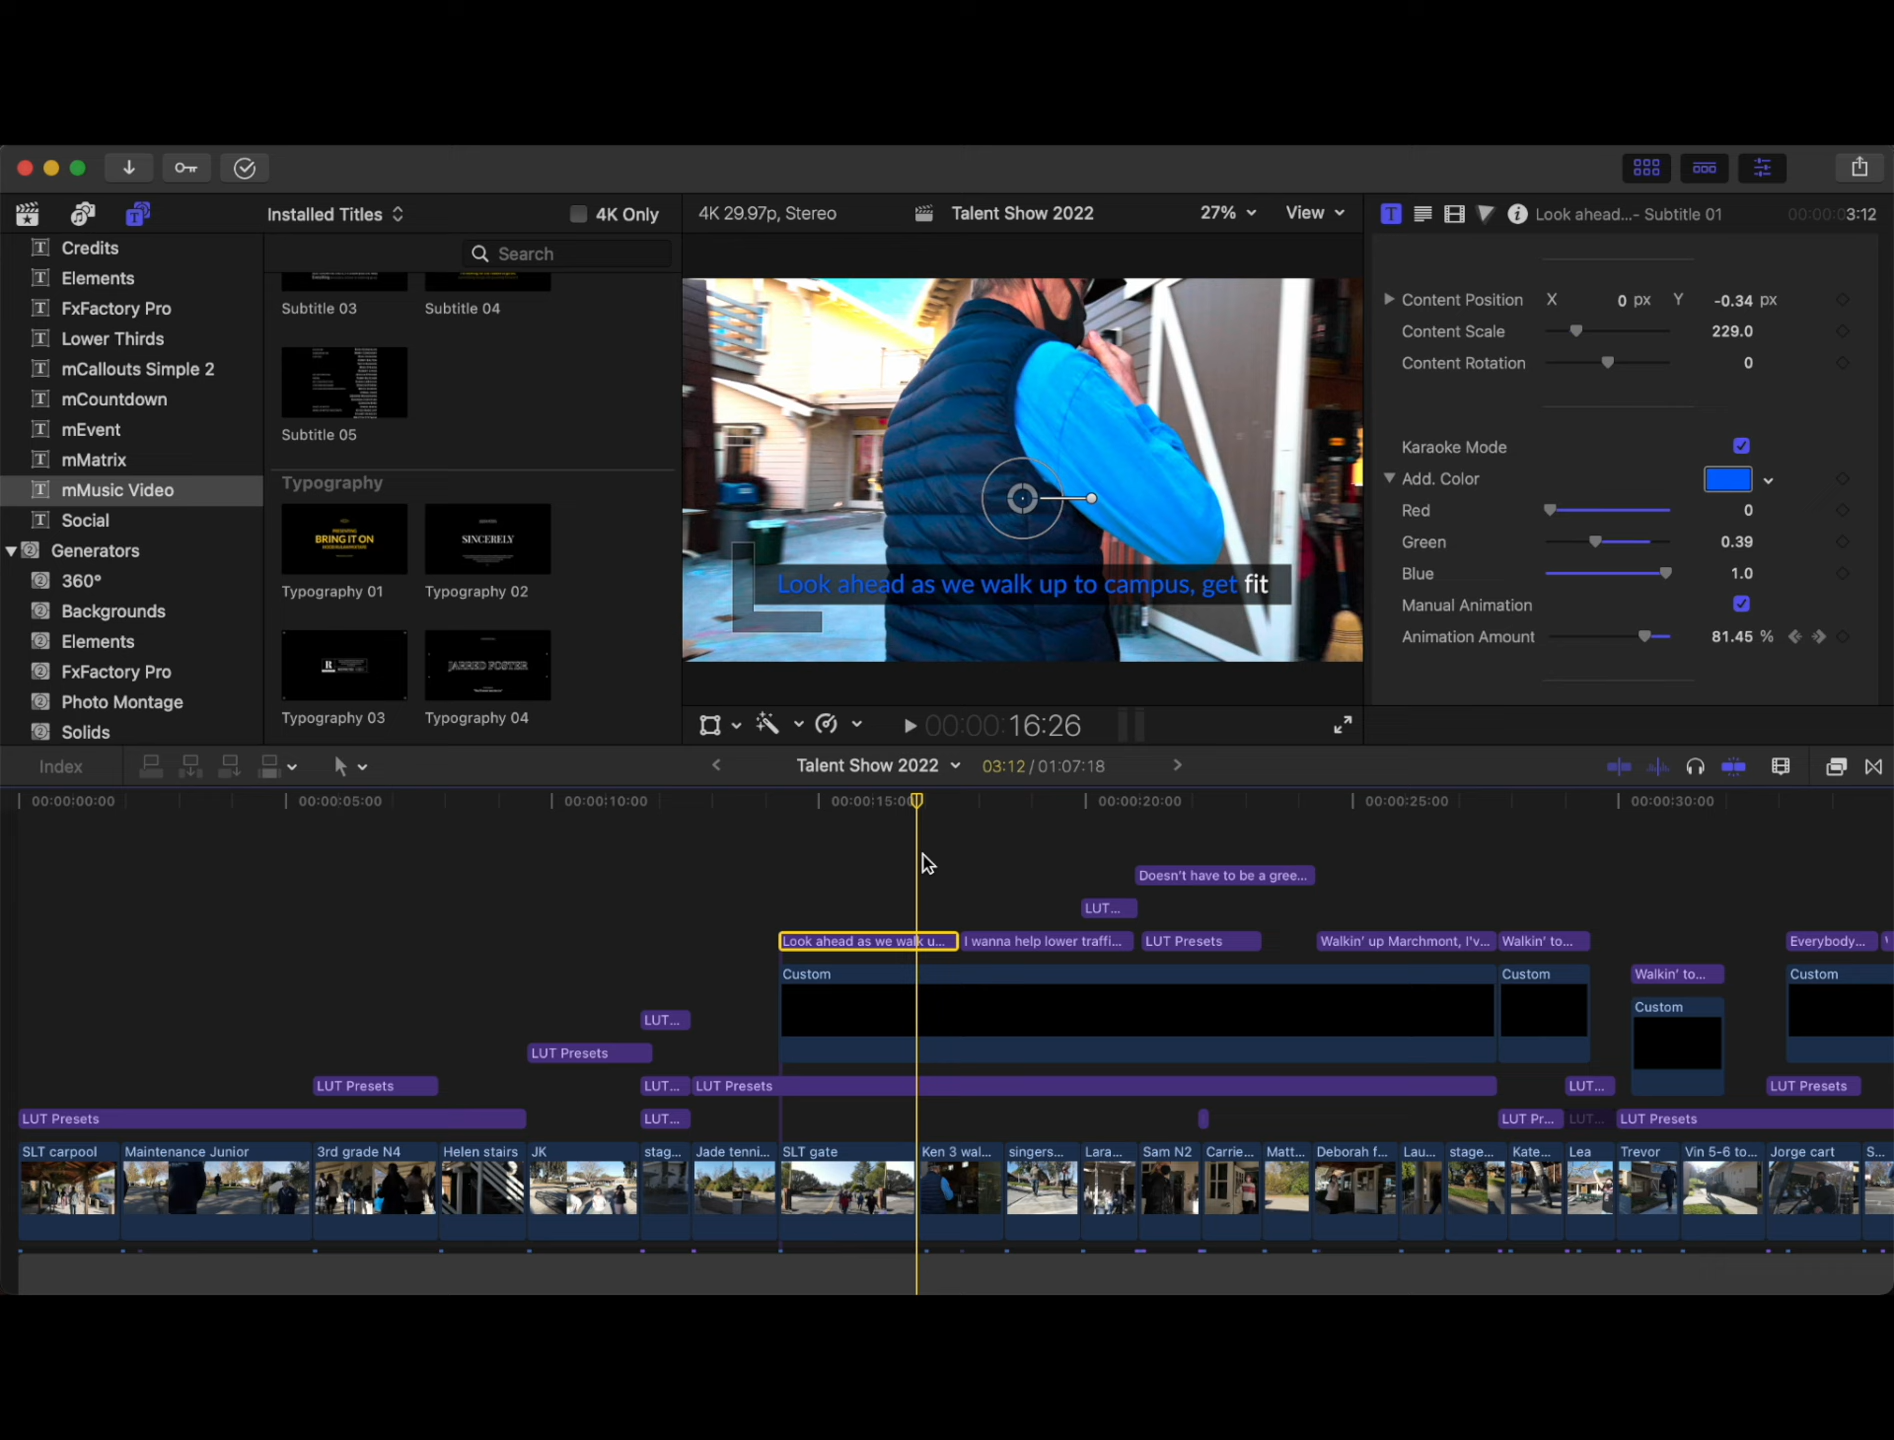 Installed Titles
4K Only
4K 29.97p, Stereo
Talent Show 2022
27%
View
Look ahead...- Subtitle 01
00:00:03:12
Credits
Elements
FxFactory Pro
Lower Thirds
mCallouts Simple 2
mCountdown
mEvent
mMatrix
mMusic Video
Social
Generators
360°
Backgrounds
Elements
FxFactory Pro
Photo Montage
Solids
Search
Subtitle 03
Subtitle 04
Subtitle 05
Typography
BRING IT ON
Typography 01
SINCERELY
Typography 02
R
Typography 03
JARRED FOSTER
Typography 04
Look ahead as we walk up to campus, get fit
00:00:00:16:26
Content Position X 0 px Y -0.34 px
Content Scale 229.0
Content Rotation 0
Karaoke Mode
Add. Color
Red 0
Green 0.39
Blue 1.0
Manual Animation
Animation Amount 81.45 %
Index
Talent Show 2022
03:12 / 01:07:18
00:00:00:00
00:00:05:00
00:00:10:00
00:00:15:00
00:00:20:00
00:00:25:00
00:00:30:00
Doesn't have to be a gree...
LUT...
Look ahead as we walk u...
I wanna help lower traffi...
LUT Presets
Walkin' up Marchmont, I'v...
Walkin' to...
Everybody...
Custom
Custom
Walkin' to...
Custom
Custom
LUT...
LUT Presets
LUT Presets
LUT...
LUT Presets
LUT...
LUT Presets
LUT Presets
LUT...
LUT Pr...
LUT...
LUT Presets
SLT carpool
Maintenance Junior
3rd grade N4
Helen stairs
JK
stag...
Jade tenni...
SLT gate
Ken 3 wal...
singers...
Lara...
Sam N2
Carrie...
Matt...
Deborah f...
Lau...
stage...
Kate...
Lea
Trevor
Vin 5-6 to...
Jorge cart
S...